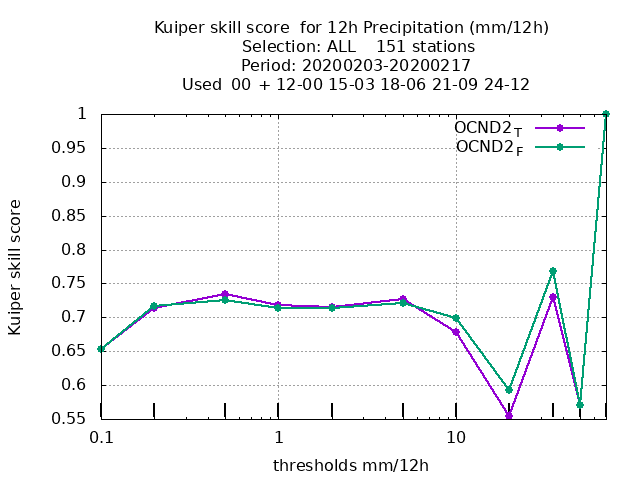 Kuiper skill score  for 12h Precipitation (mm/12h)
Selection: ALL    151 stations
Period: 20200203-20200217
Used  00 + 12-00 15-03 18-06 21-09 24-12
OCND2T
OCND2F
1
0.95
0.9
0.85
0.8
0.75
0.7
0.65
0.6
0.55
Kuiper skill score
0.1 1 10
thresholds mm/12h